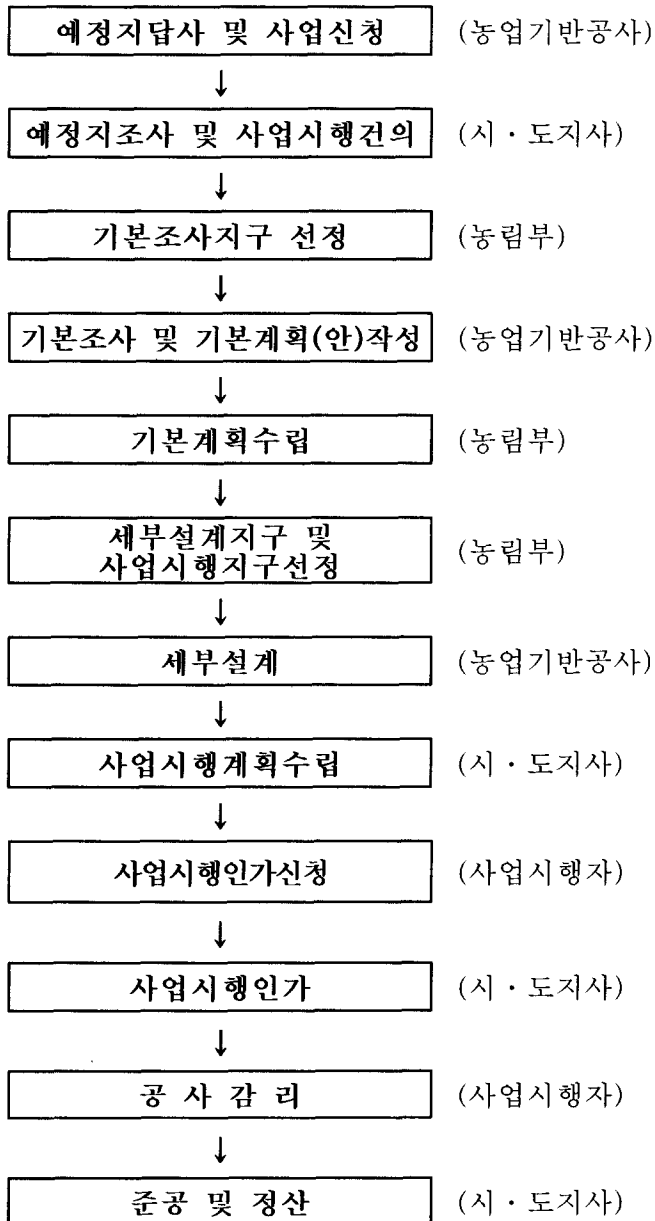 예정지답사 및 사업신청 (농업기반공사)
↓
예정지조사 및 사업시행건의 (시·도지사)
↓
기본조사지구 선정 (농림부)
↓
기본조사 및 기본계획(안)작성 (농업기반공사)
↓
기본계획수립 (농림부)
↓
세부설계지구 및
사업시행지구선정 (농림부)
↓
세부설계 (농업기반공사)
↓
사업시행계획수립 (시·도지사)
↓
사업시행인가신청 (사업시행자)
↓
사업시행인가 (시·도지사)
↓
공 사 감 리 (사업시행자)
↓
준공 및 정산 (시·도지사)